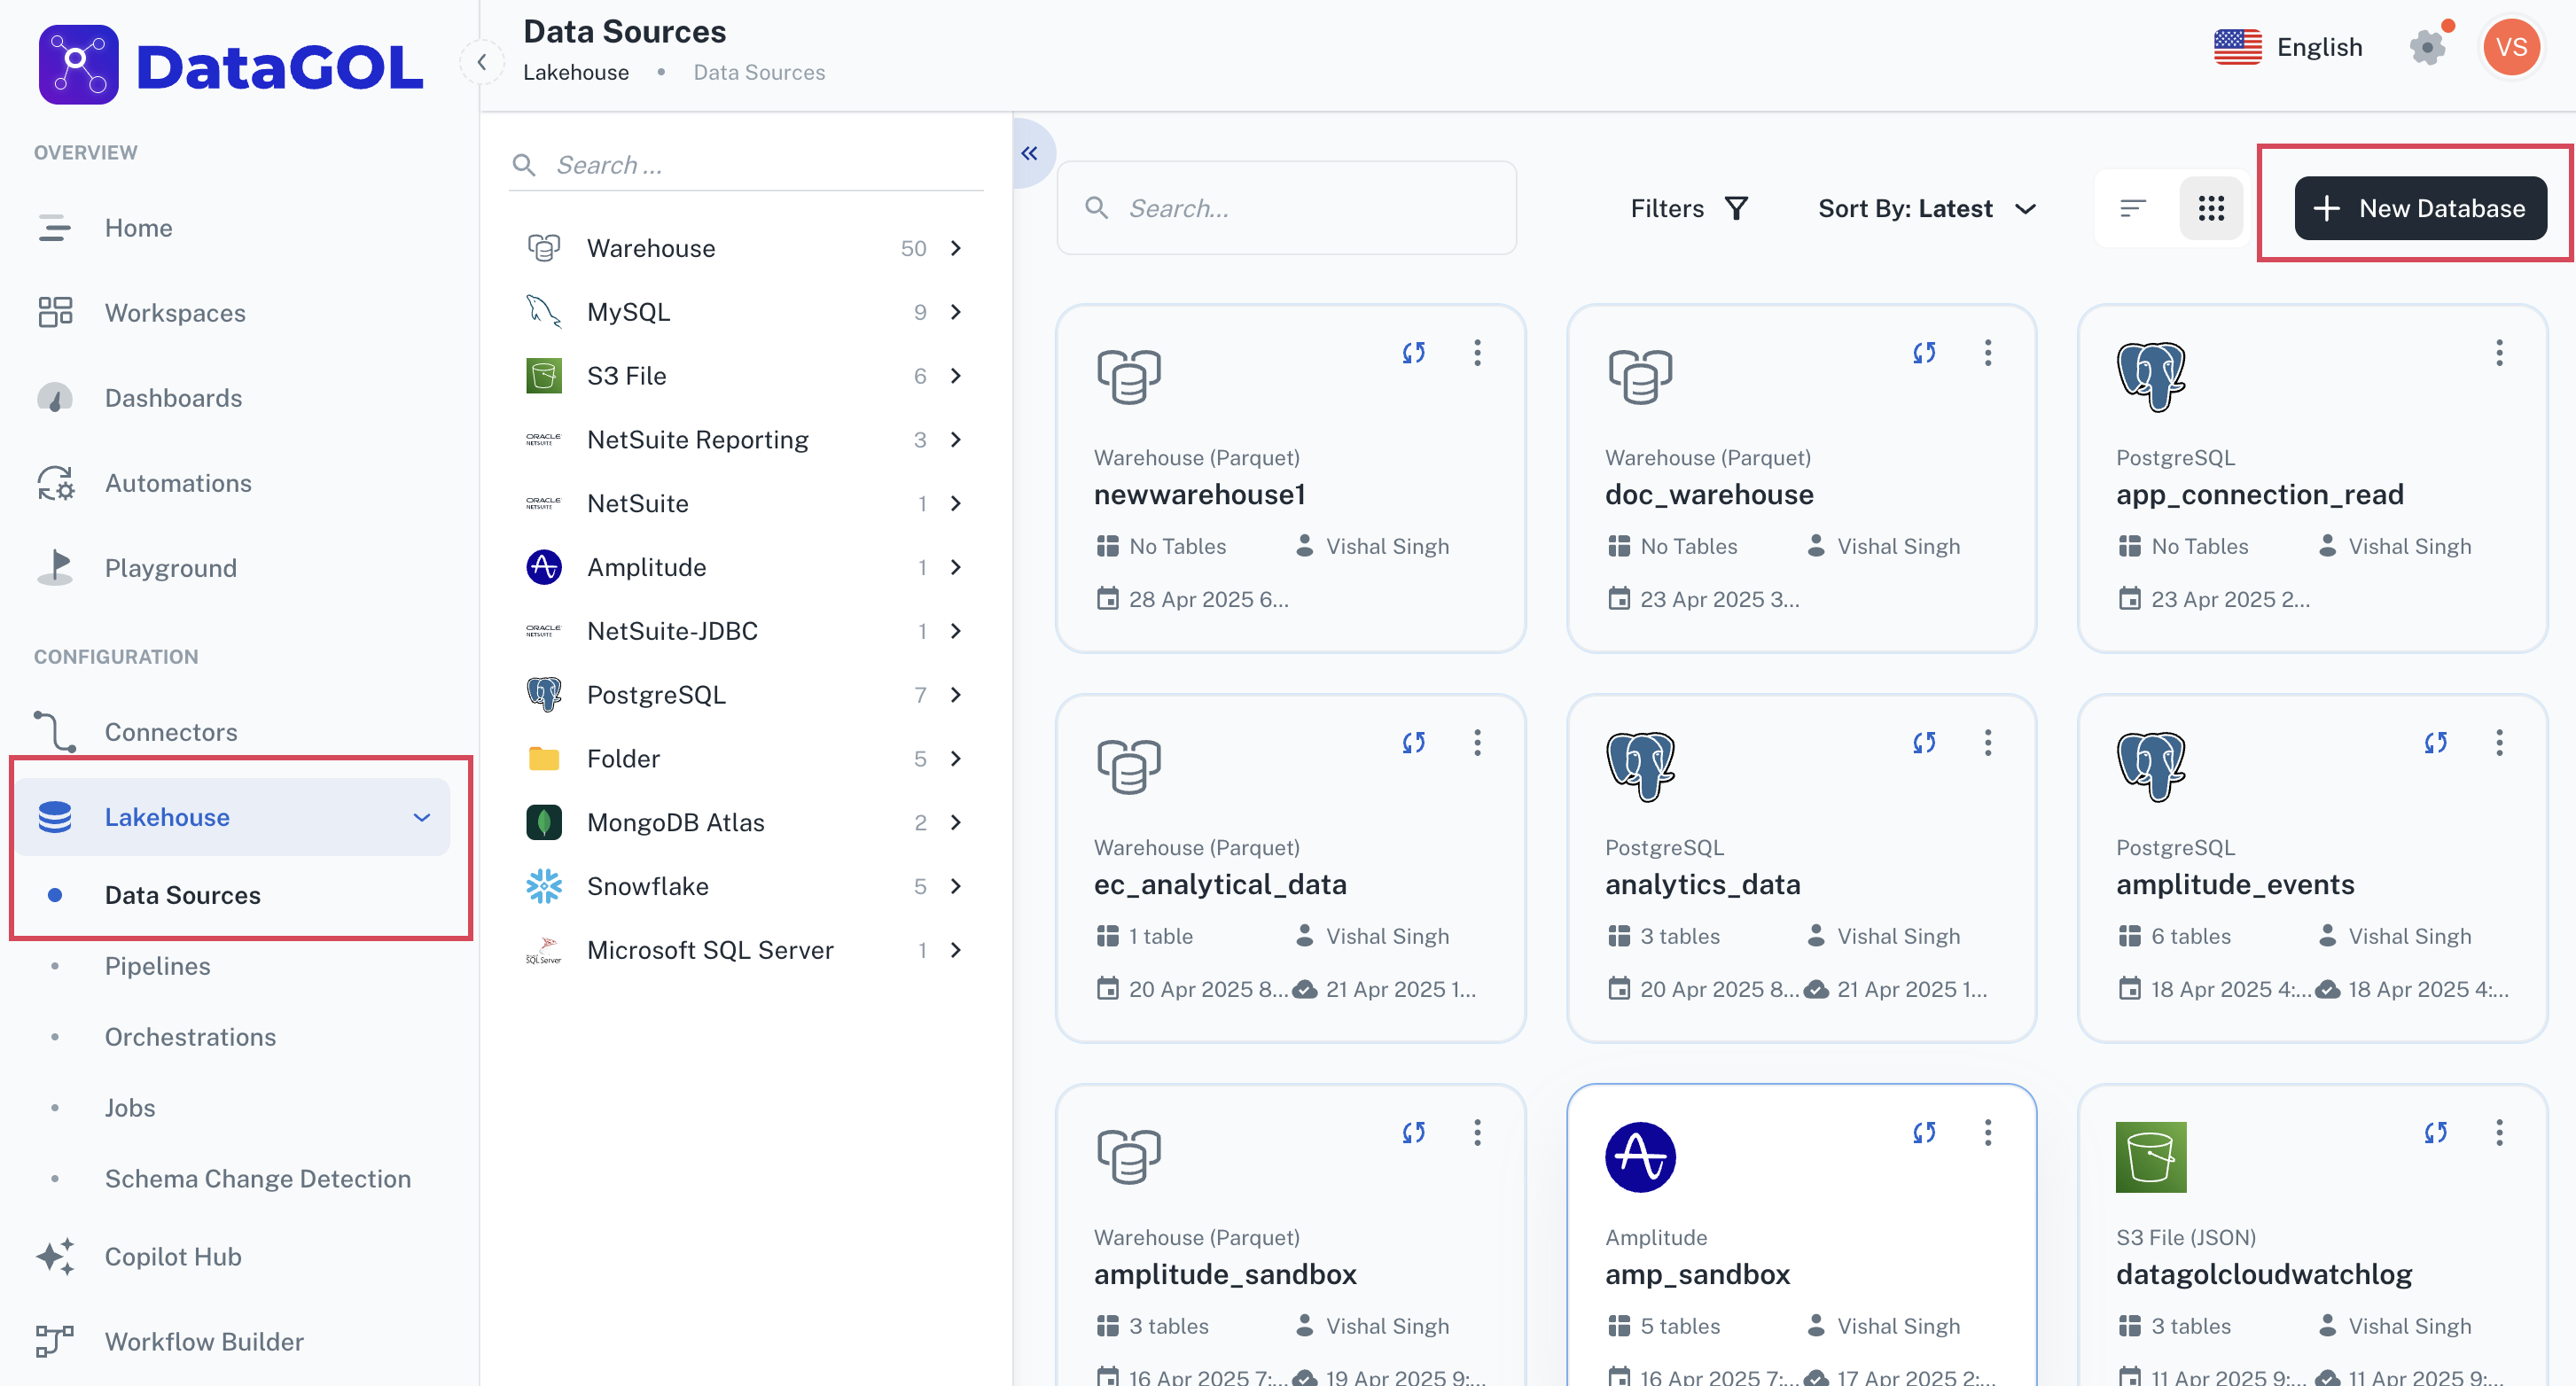 DataGOL
OVERVIEW
Home
Workspaces
Dashboards
Automations
Playground
CONFIGURATION
Connectors
Lakehouse
Data Sources
Pipelines
Orchestrations
Jobs
Schema Change Detection
Copilot Hub
Workflow Builder
Data Sources
Lakehouse • Data Sources
English
VS
Search ...
Warehouse 50
MySQL 9
S3 File 6
ORACLE NETSUITE NetSuite Reporting 3
ORACLE NETSUITE NetSuite 1
Amplitude 1
ORACLE NETSUITE NetSuite-JDBC 1
PostgreSQL 7
Folder 5
MongoDB Atlas 2
Snowflake 5
SQL Server Microsoft SQL Server 1
Search...
Filters
Sort By: Latest
New Database
Warehouse (Parquet)
newwarehouse1
No Tables Vishal Singh
28 Apr 2025 6...
Warehouse (Parquet)
doc_warehouse
No Tables Vishal Singh
23 Apr 2025 3...
PostgreSQL
app_connection_read
No Tables Vishal Singh
23 Apr 2025 2...
Warehouse (Parquet)
ec_analytical_data
1 table Vishal Singh
20 Apr 2025 8... 21 Apr 2025 1...
PostgreSQL
analytics_data
3 tables Vishal Singh
20 Apr 2025 8... 21 Apr 2025 1...
PostgreSQL
amplitude_events
6 tables Vishal Singh
18 Apr 2025 4:... 18 Apr 2025 4:...
Warehouse (Parquet)
amplitude_sandbox
3 tables Vishal Singh
16 Apr 2025 7:... 19 Apr 2025 9:...
Amplitude
amp_sandbox
5 tables Vishal Singh
16 Apr 2025 7:... 17 Apr 2025 2:...
S3 File (JSON)
datagolcloudwatchlog
3 tables Vishal Singh
11 Apr 2025 9:... 11 Apr 2025 9:...